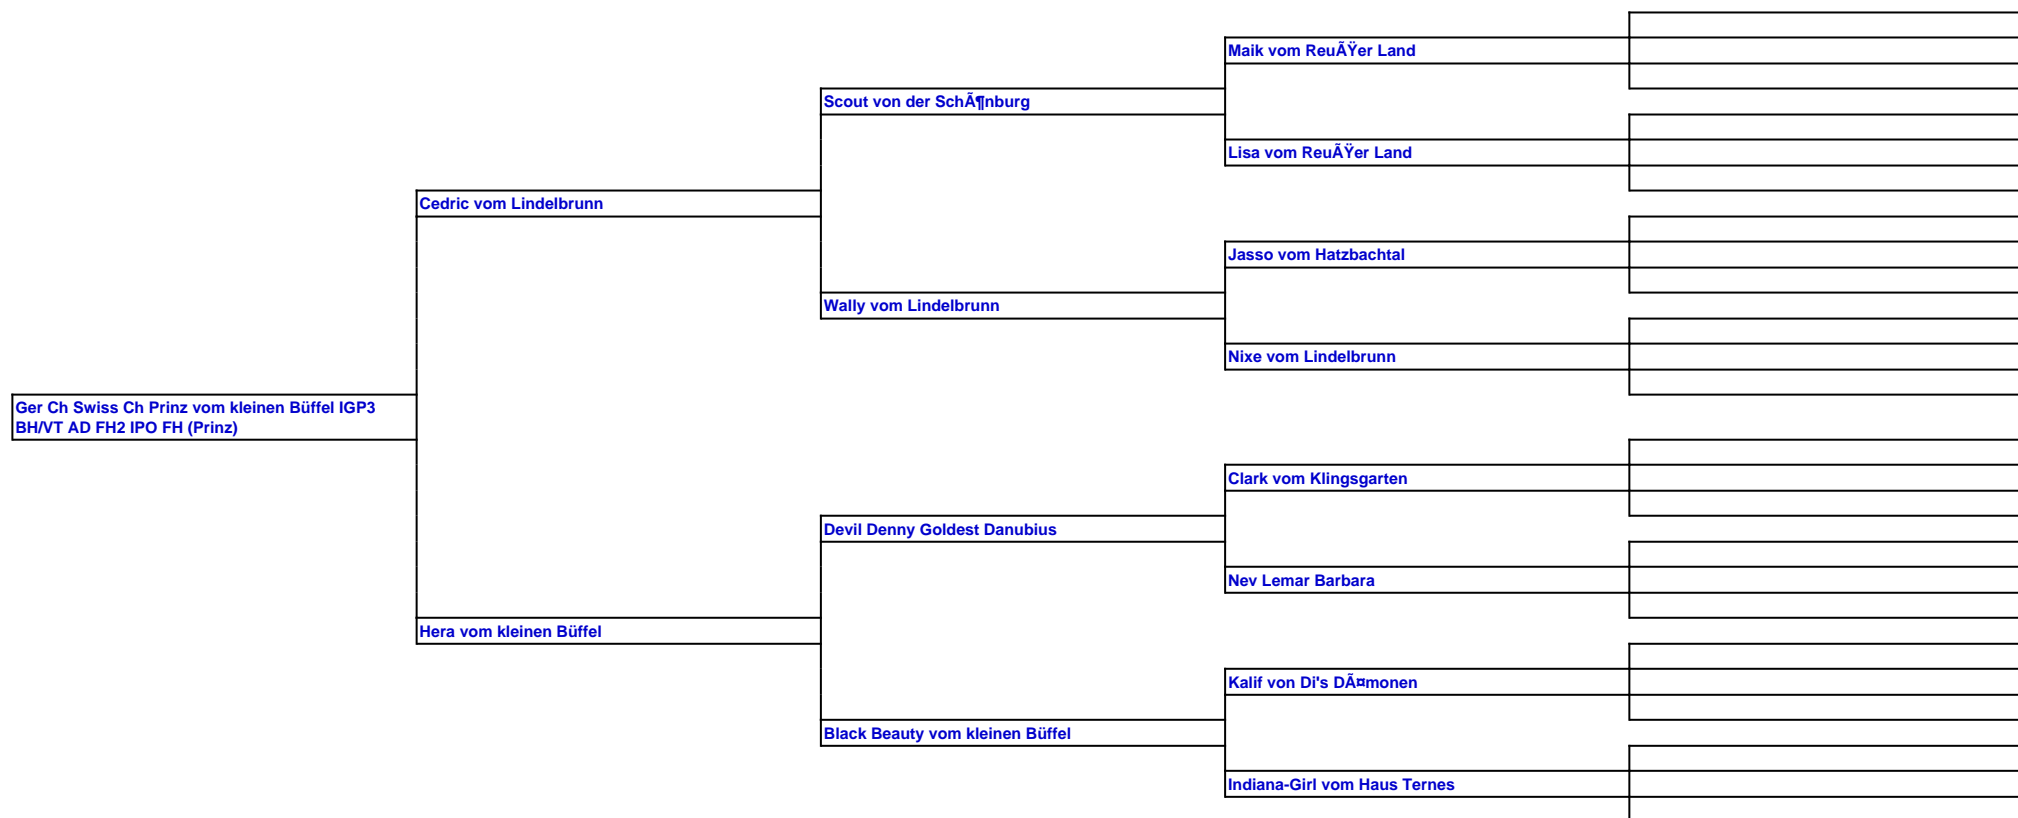 Maik vom ReuÃŸer Land
Scout von der SchÃ¶nburg
Lisa vom ReuÃŸer Land
Cedric vom Lindelbrunn
Jasso vom Hatzbachtal
Wally vom Lindelbrunn
Nixe vom Lindelbrunn
Ger Ch Swiss Ch Prinz vom kleinen Büffel IGP3
BH/VT AD FH2 IPO FH (Prinz)
Clark vom Klingsgarten
Devil Denny Goldest Danubius
Nev Lemar Barbara
Hera vom kleinen Büffel
Kalif von Di's DÃ¤monen
Black Beauty vom kleinen Büffel
Indiana-Girl vom Haus Ternes